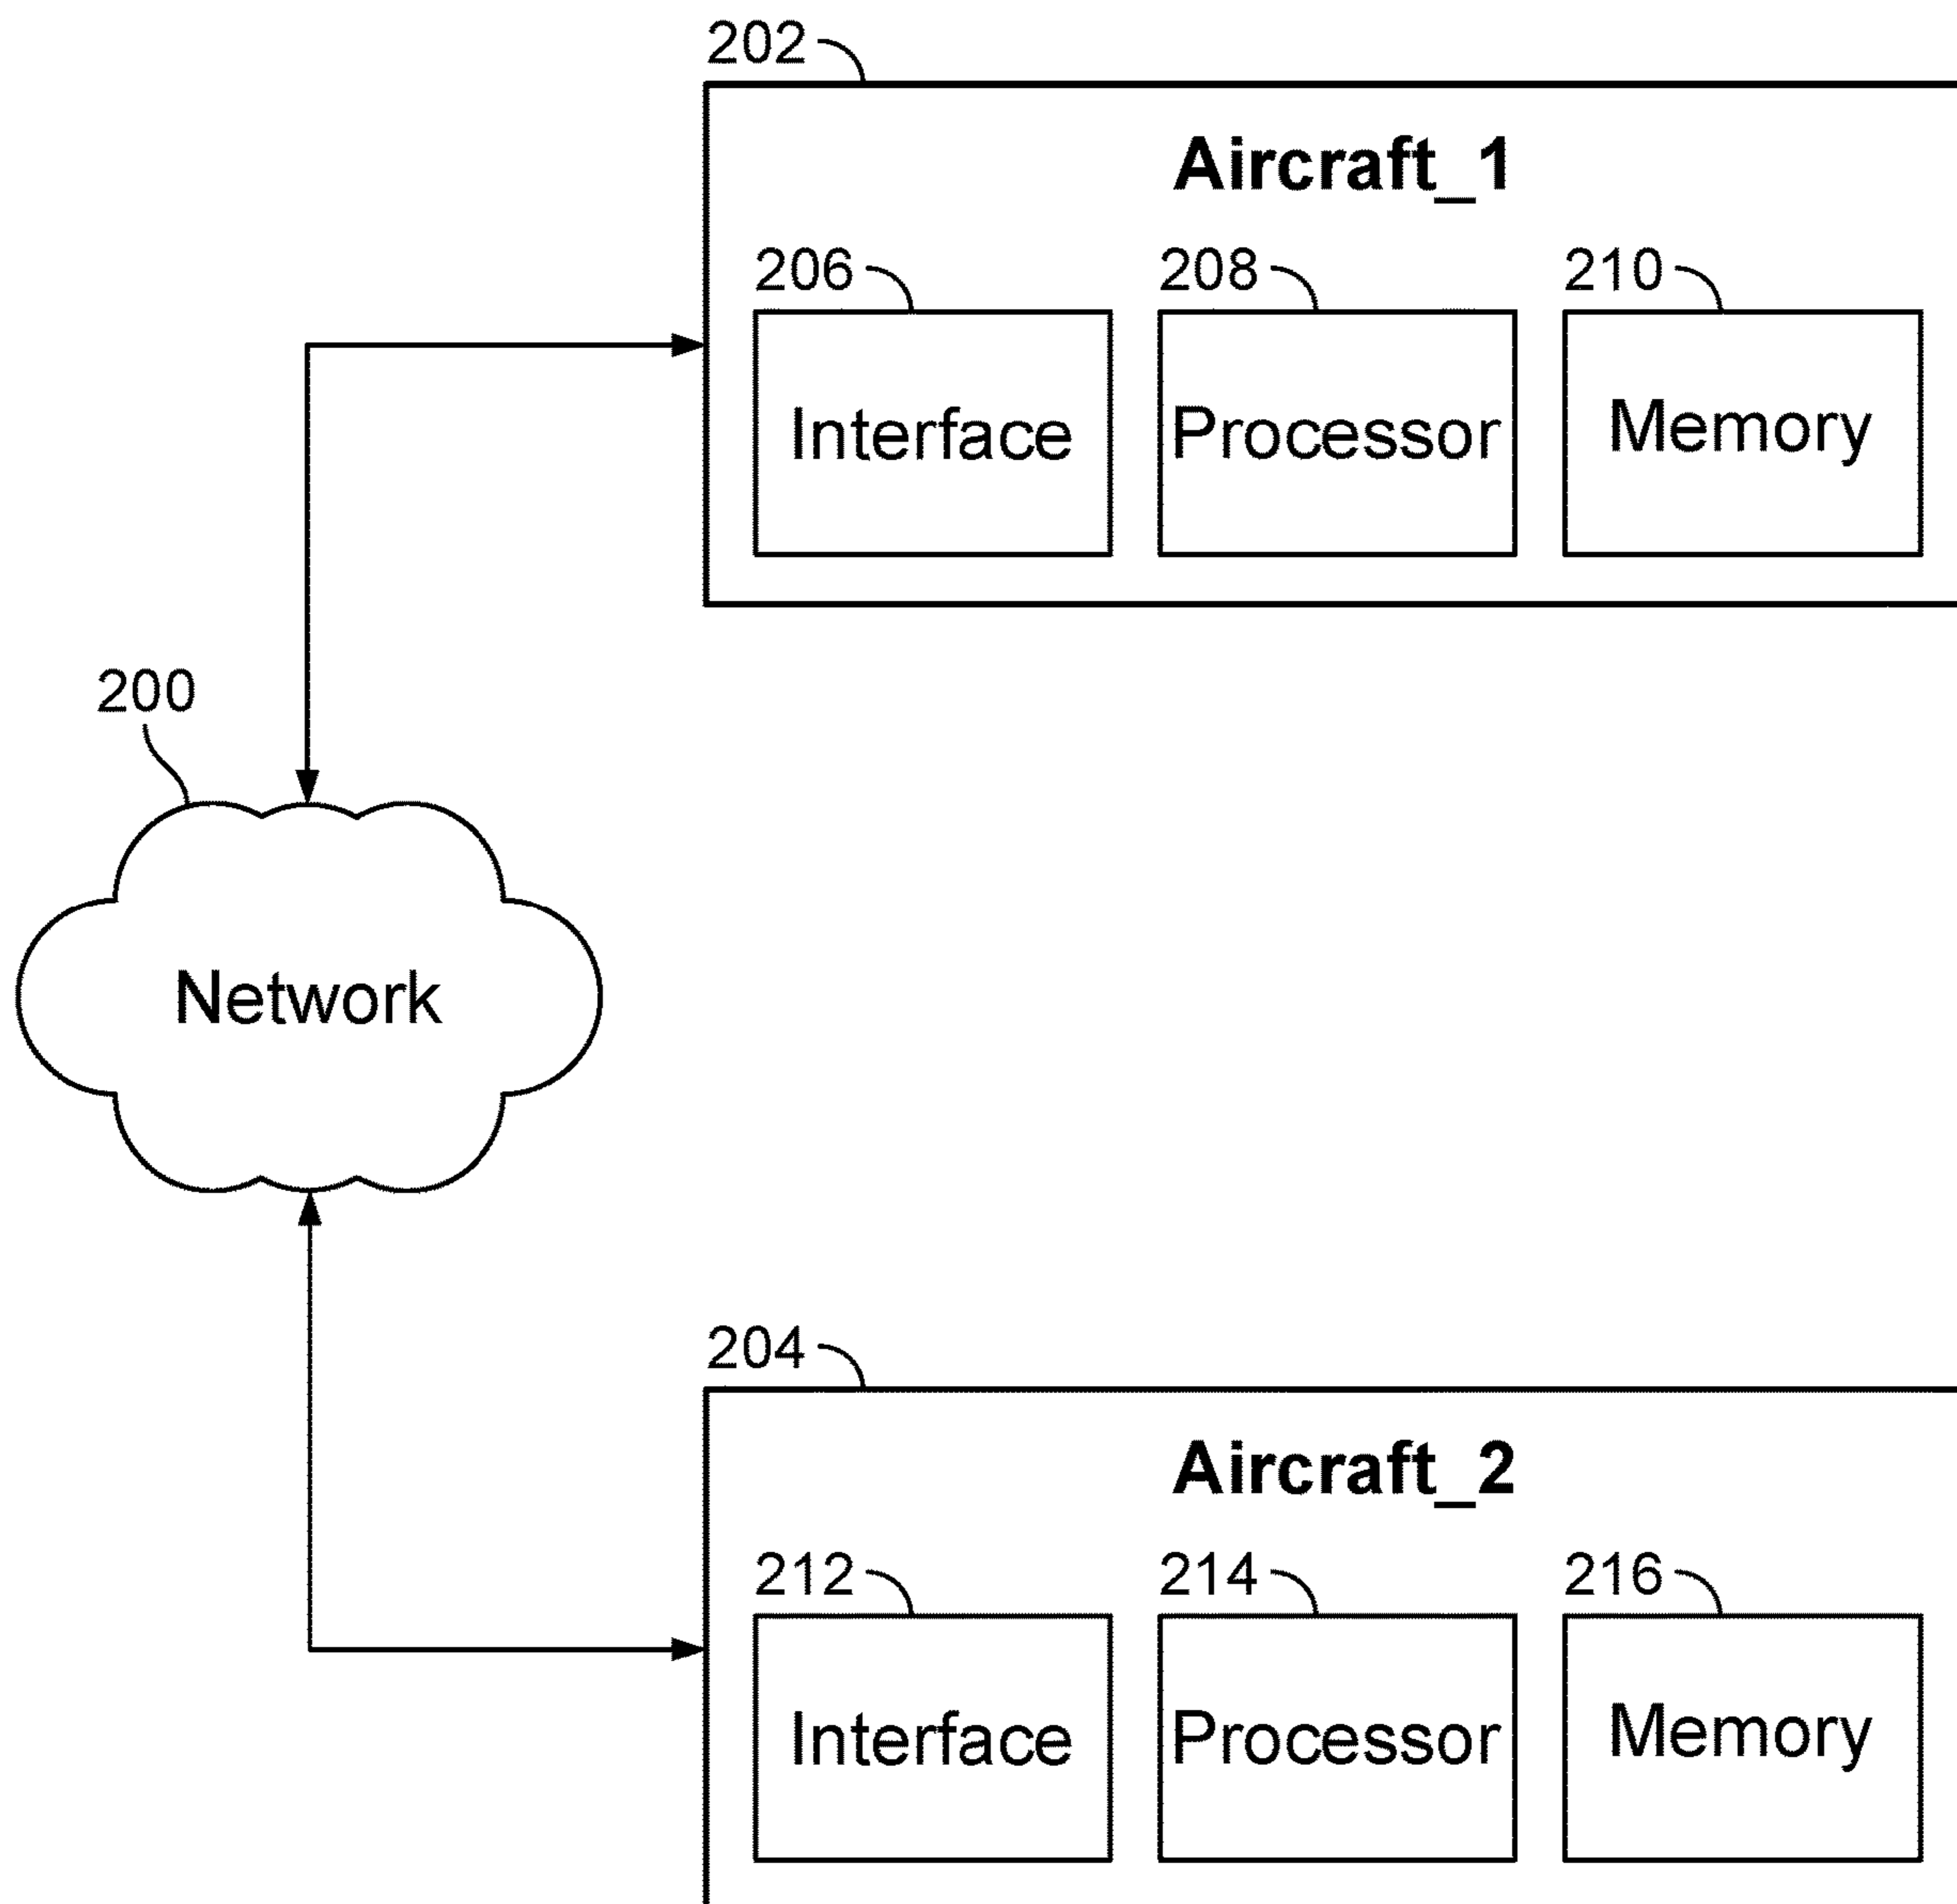 202
Aircraft_1
206 208 210
Interface Processor Memory
200
Network
204
Aircraft_2
212 214 216
Interface Processor Memory